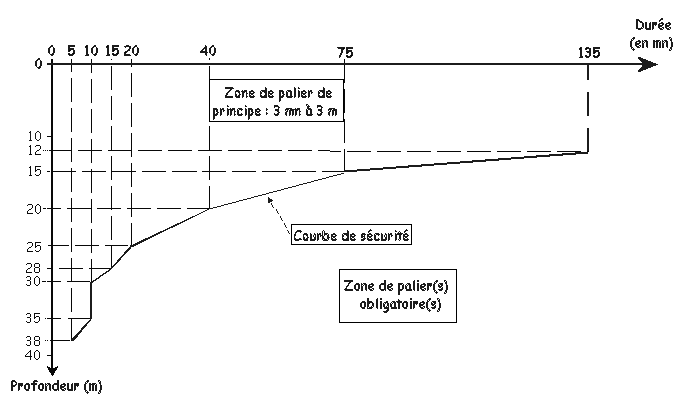 Durée
(en mn)
0 5 10 15 20 40 75 135
0
Zone de palier de
principe : 3 mn à 3 m
10
12
15
20
Courbe de sécurité
25
28
Zone de palier(s)
obligatoire(s)
30
35
38
40
Profondeur (m)